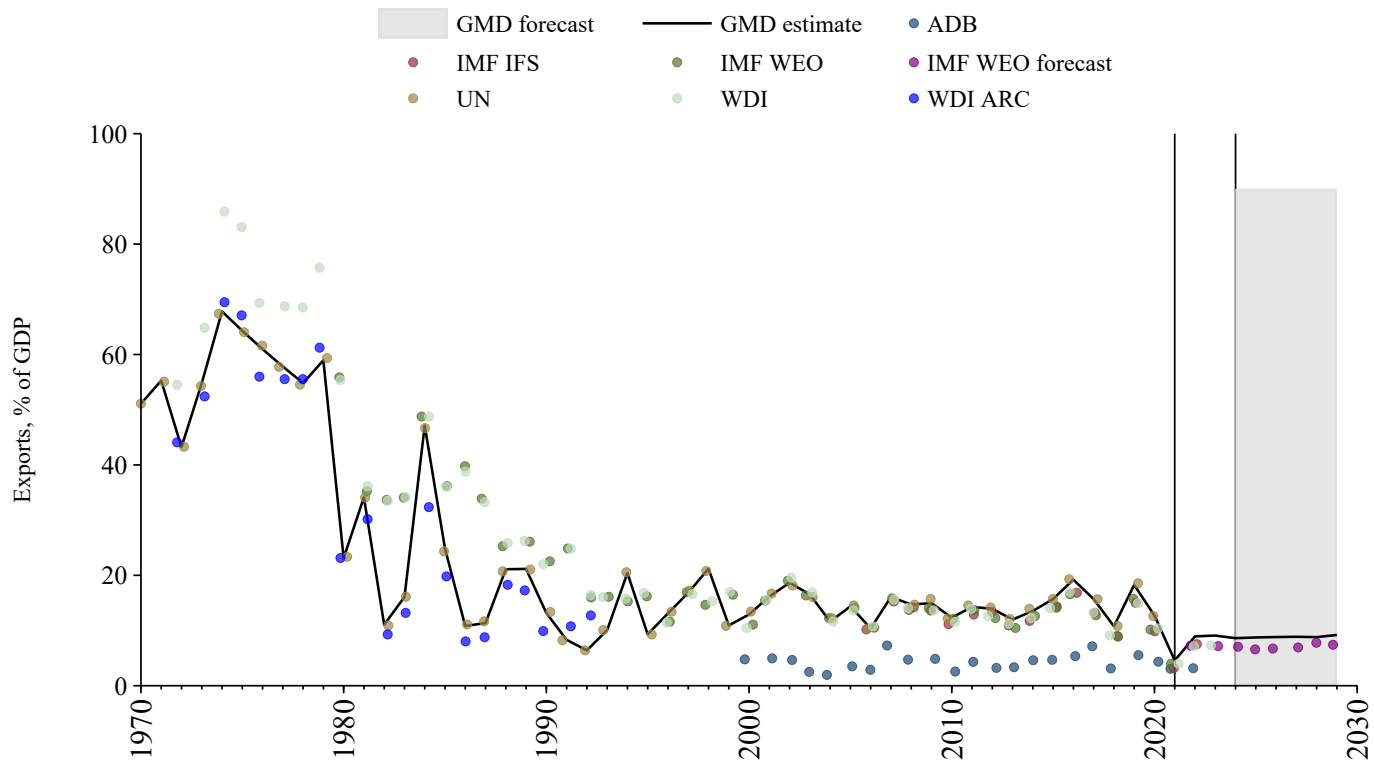 GMD forecast GMD estimate ADB
IMF IFS IMF WEO IMF WEO forecast
UN WDI WDI ARC
Exports, % of GDP
100
80
60
40
20
0
1970 1980 1990 2000 2010 2020 2030